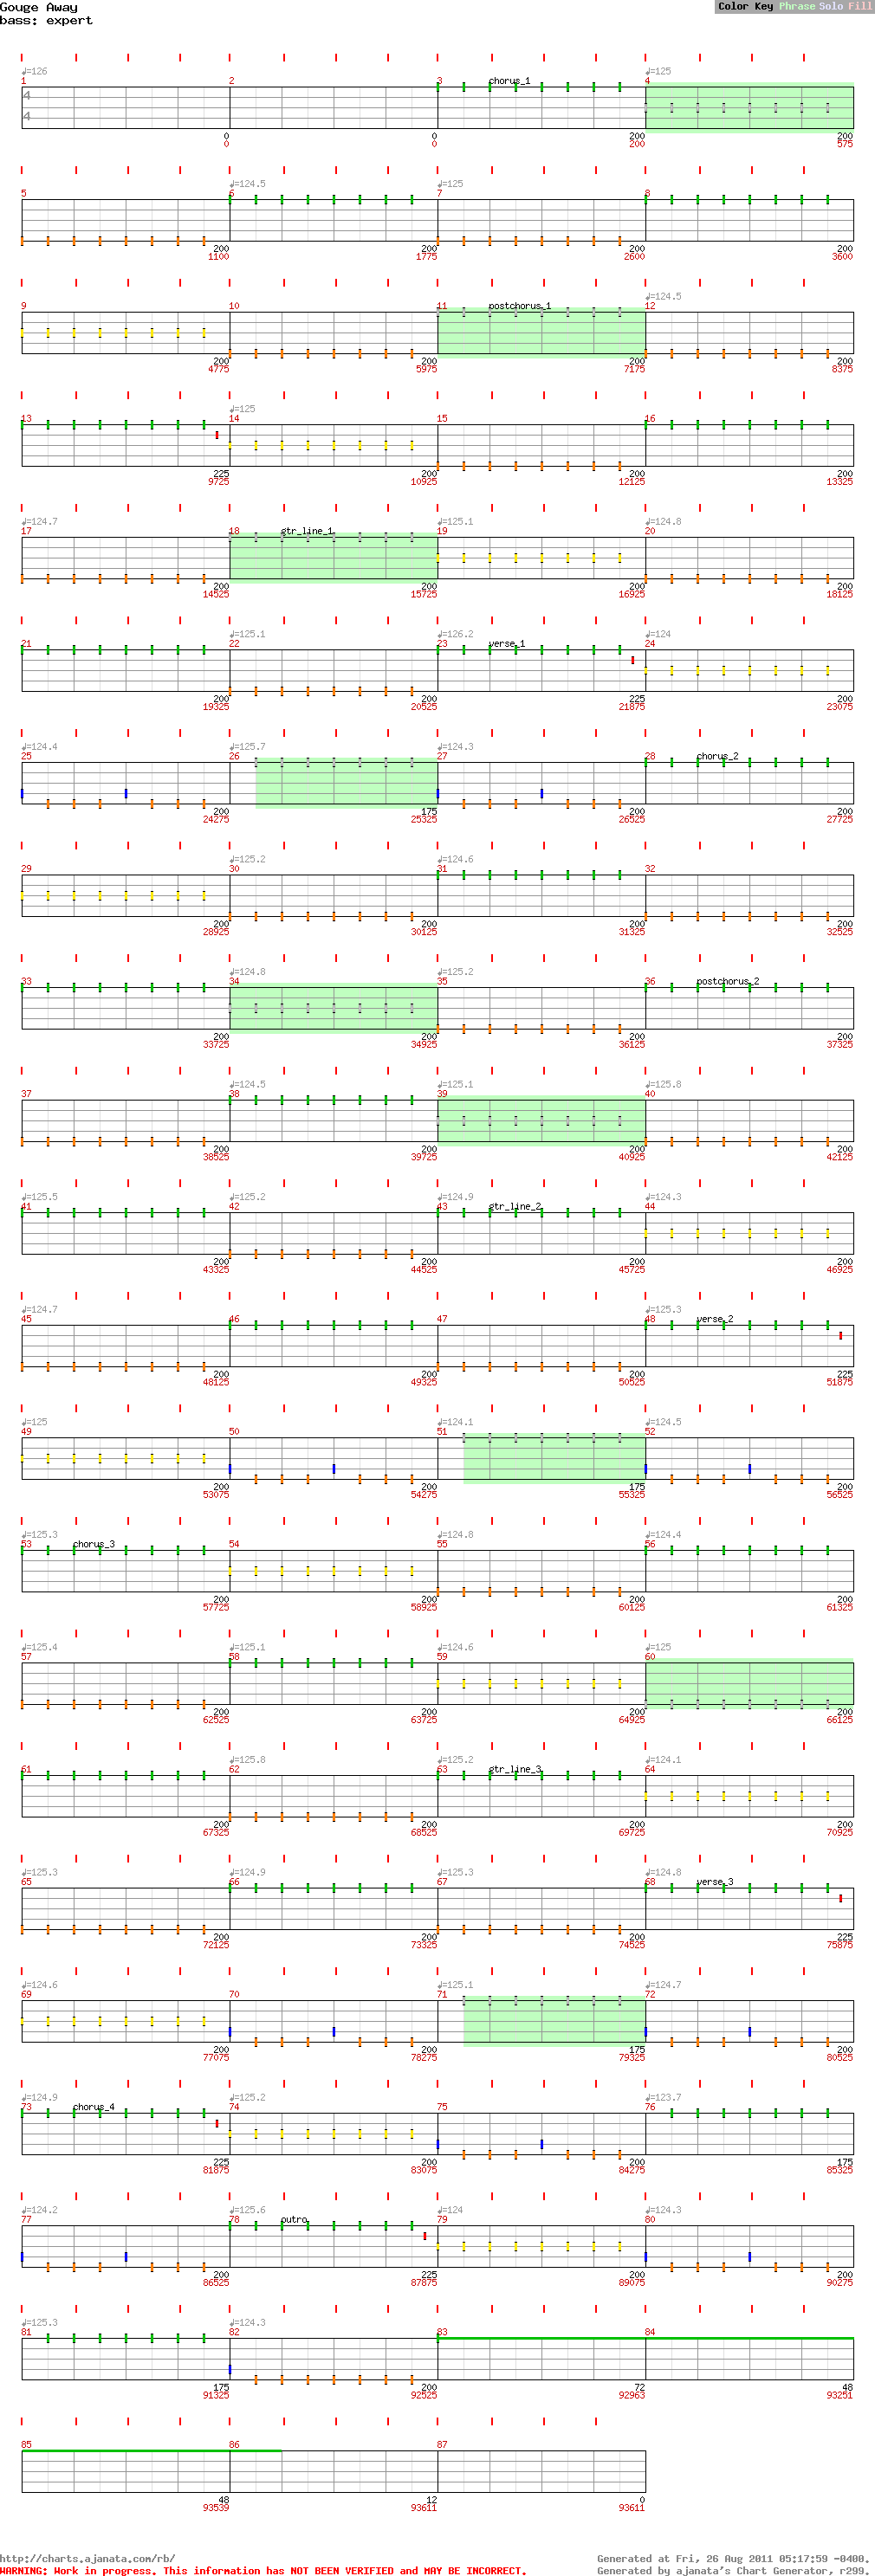 Gouge Away
bass: expert
Color Key Phrase Solo Fill
♩=126 ♩=125
1 2 3 chorus_1 4
4
4
0 0 200 200
0 0 200 575
♩=124.5 ♩=125
5 6 7 8
200 200 200 200
1100 1775 2600 3600
♩=124.5
9 10 11 postchorus_1 12
200 200 200 200
4775 5975 7175 8375
♩=125
13 14 15 16
225 200 200 200
9725 10925 12125 13325
♩=124.7 ♩=125.1 ♩=124.8
17 18 gtr_line_1 19 20
200 200 200 200
14525 15725 16925 18125
♩=125.1 ♩=126.2 ♩=124
21 22 23 verse_1 24
200 200 225 200
19325 20525 21875 23075
♩=124.4 ♩=125.7 ♩=124.3
25 26 27 28 chorus_2
200 175 200 200
24275 25325 26525 27725
♩=125.2 ♩=124.6
29 30 31 32
200 200 200 200
28925 30125 31325 32525
♩=124.8 ♩=125.2
33 34 35 36 postchorus_2
200 200 200 200
33725 34925 36125 37325
♩=124.5 ♩=125.1 ♩=125.8
37 38 39 40
200 200 200 200
38525 39725 40925 42125
♩=125.5 ♩=125.2 ♩=124.9 ♩=124.3
41 42 43 gtr_line_2 44
200 200 200 200
43325 44525 45725 46925
♩=124.7 ♩=125.3
45 46 47 48 verse_2
200 200 200 225
48125 49325 50525 51875
♩=125 ♩=124.1 ♩=124.5
49 50 51 52
200 200 175 200
53075 54275 55325 56525
♩=125.3 ♩=124.8 ♩=124.4
53 chorus_3 54 55 56
200 200 200 200
57725 58925 60125 61325
♩=125.4 ♩=125.1 ♩=124.6 ♩=125
57 58 59 60
200 200 200 200
62525 63725 64925 66125
♩=125.8 ♩=125.2 ♩=124.1
61 62 63 gtr_line_3 64
200 200 200 200
67325 68525 69725 70925
♩=125.3 ♩=124.9 ♩=125.3 ♩=124.8
65 66 67 68 verse_3
200 200 200 225
72125 73325 74525 75875
♩=124.6 ♩=125.1 ♩=124.7
69 70 71 72
200 200 175 200
77075 78275 79325 80525
♩=124.9 ♩=125.2 ♩=123.7
73 chorus_4 74 75 76
225 200 200 175
81875 83075 84275 85325
♩=124.2 ♩=125.6 ♩=124 ♩=124.3
77 78 outro 79 80
200 225 200 200
86525 87875 89075 90275
♩=125.3 ♩=124.3
81 82 83 84
175 200 72 48
91325 92525 92963 93251
85 86 87
48 12 0
93539 93611 93611
http://charts.ajanata.com/rb/ Generated at Fri, 26 Aug 2011 05:17:59 -0400.
WARNING: Work in progress. This information has NOT BEEN VERIFIED and MAY BE INCORRECT. Generated by ajanata's Chart Generator, r299.